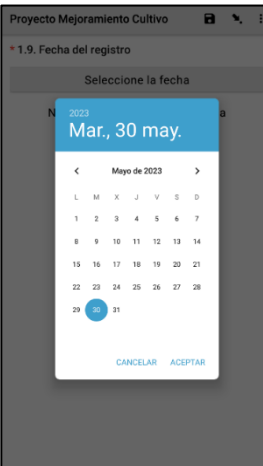 Proyecto Mejoramiento Cultivo
* 1.9. Fecha del registro
Seleccione la fecha
N
a
2023
Mar., 30 may.
< Mayo de 2023 >
L M X J V S D
1 2 3 4 5 6 7
8 9 10 11 12 13 14
15 16 17 18 19 20 21
22 23 24 25 26 27 28
29 30 31
CANCELAR ACEPTAR